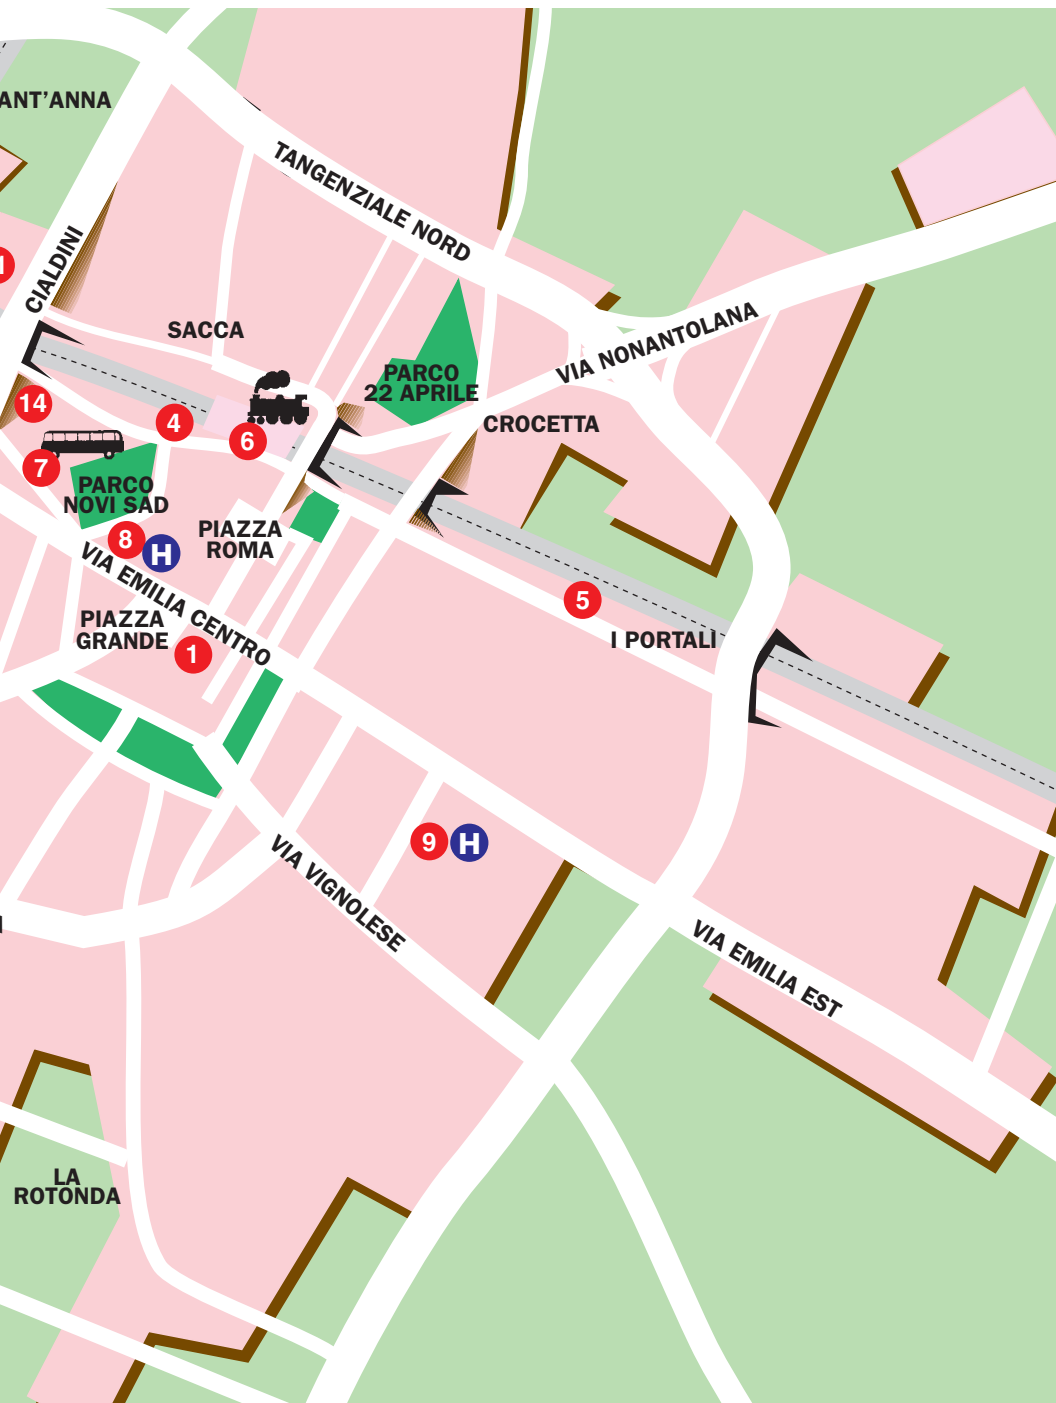 ANT'ANNA
TANGENZIALE NORD
CIALDINI
SACCA
VIA NONANTOLANA
PARCO
22 APRILE
CROCETTA
14
4
6
7
PARCO
NOVI SAD
PIAZZA
ROMA
8
H
VIA EMILIA CENTRO
PIAZZA
GRANDE
1
5
I PORTALI
9
H
VIA VIGNOLESE
VIA EMILIA EST
LA
ROTONDA